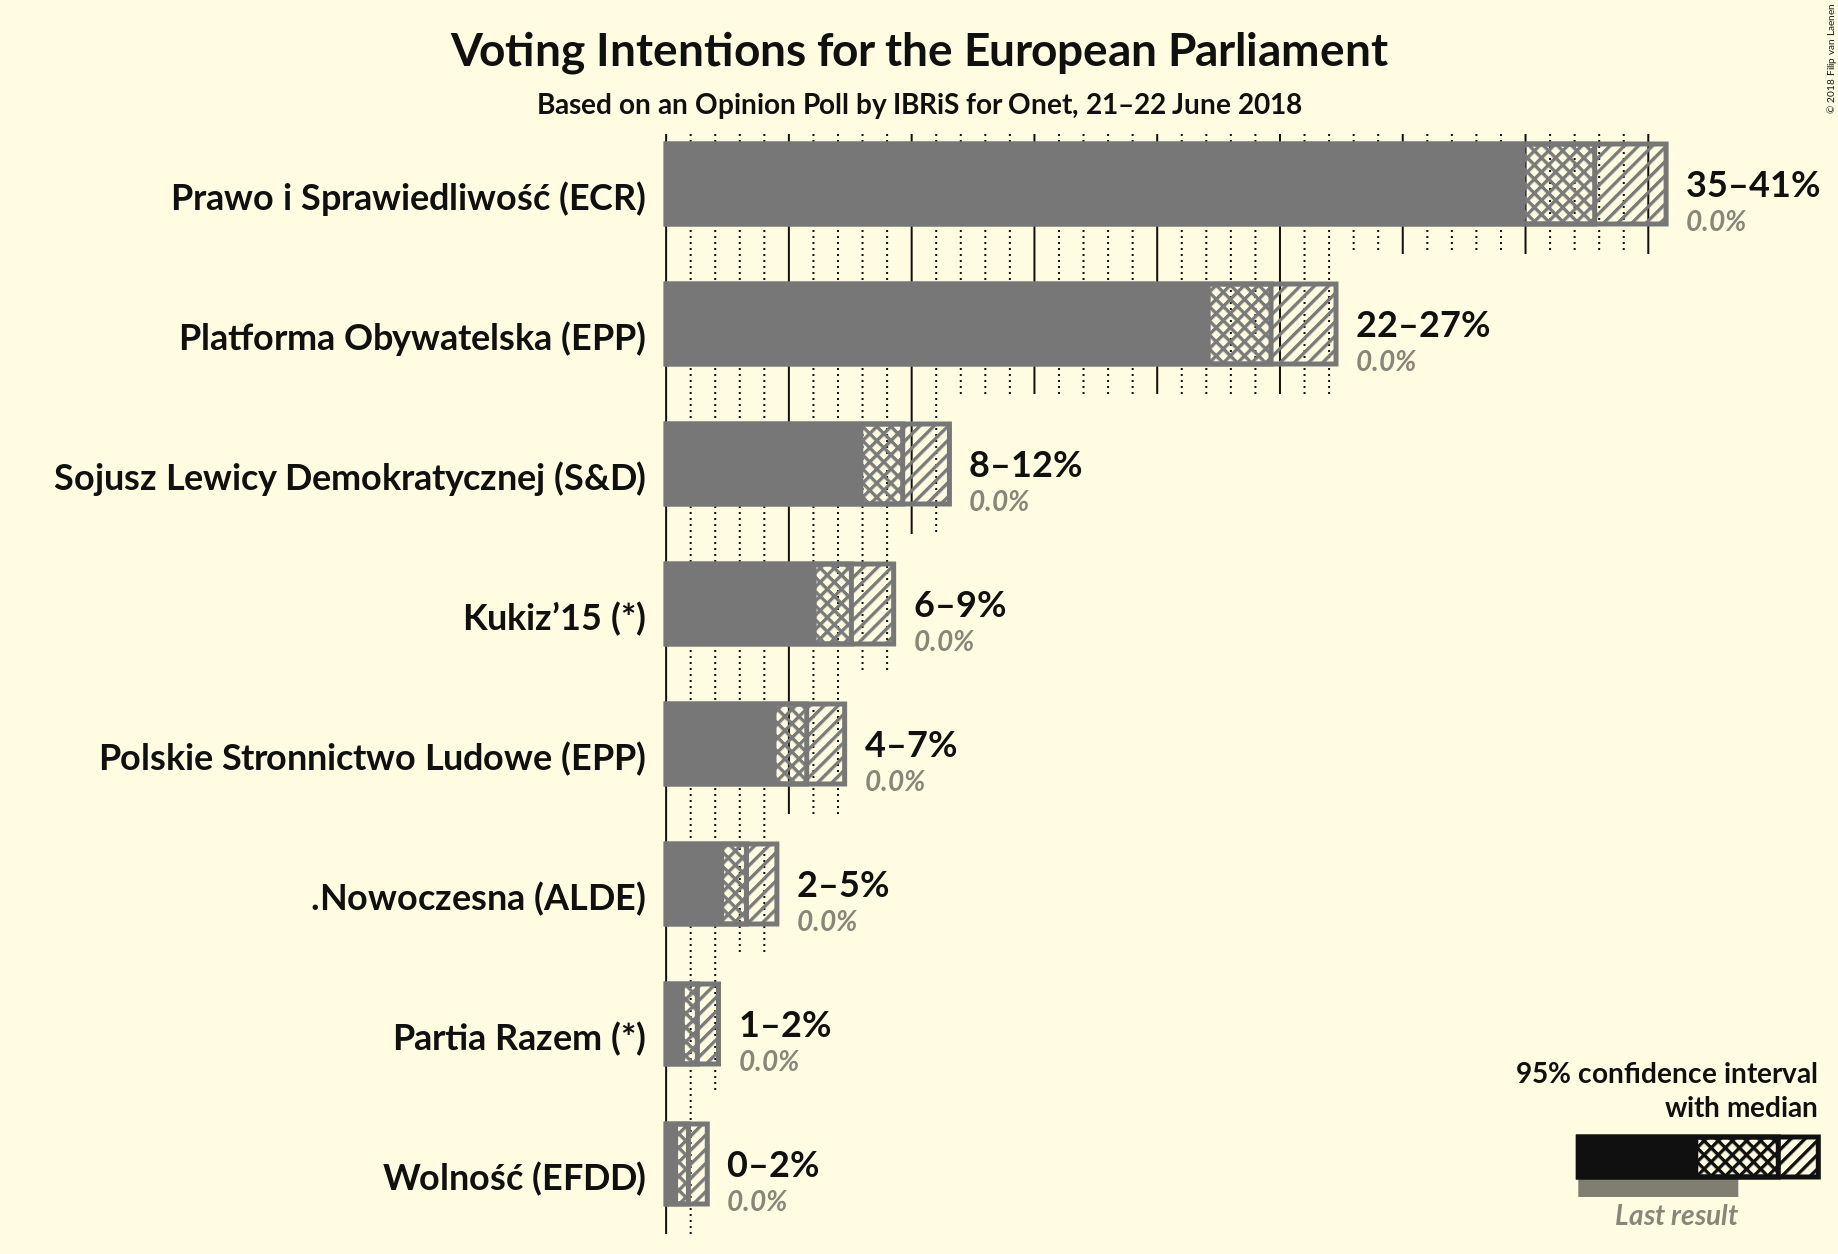 Voting Intentions for the European Parliament
Based on an Opinion Poll by IBRiS for Onet, 21–22 June 2018
© 2018 Filip van Laenen
Prawo i Sprawiedliwość (ECR)
35–41%
0.0%
Platforma Obywatelska (EPP)
22–27%
0.0%
Sojusz Lewicy Demokratycznej (S&D)
8–12%
0.0%
Kukiz’15 (*)
6–9%
0.0%
Polskie Stronnictwo Ludowe (EPP)
4–7%
0.0%
.Nowoczesna (ALDE)
2–5%
0.0%
Partia Razem (*)
1–2%
0.0%
Wolność (EFDD)
0–2%
0.0%
95% confidence interval
with median
Last result